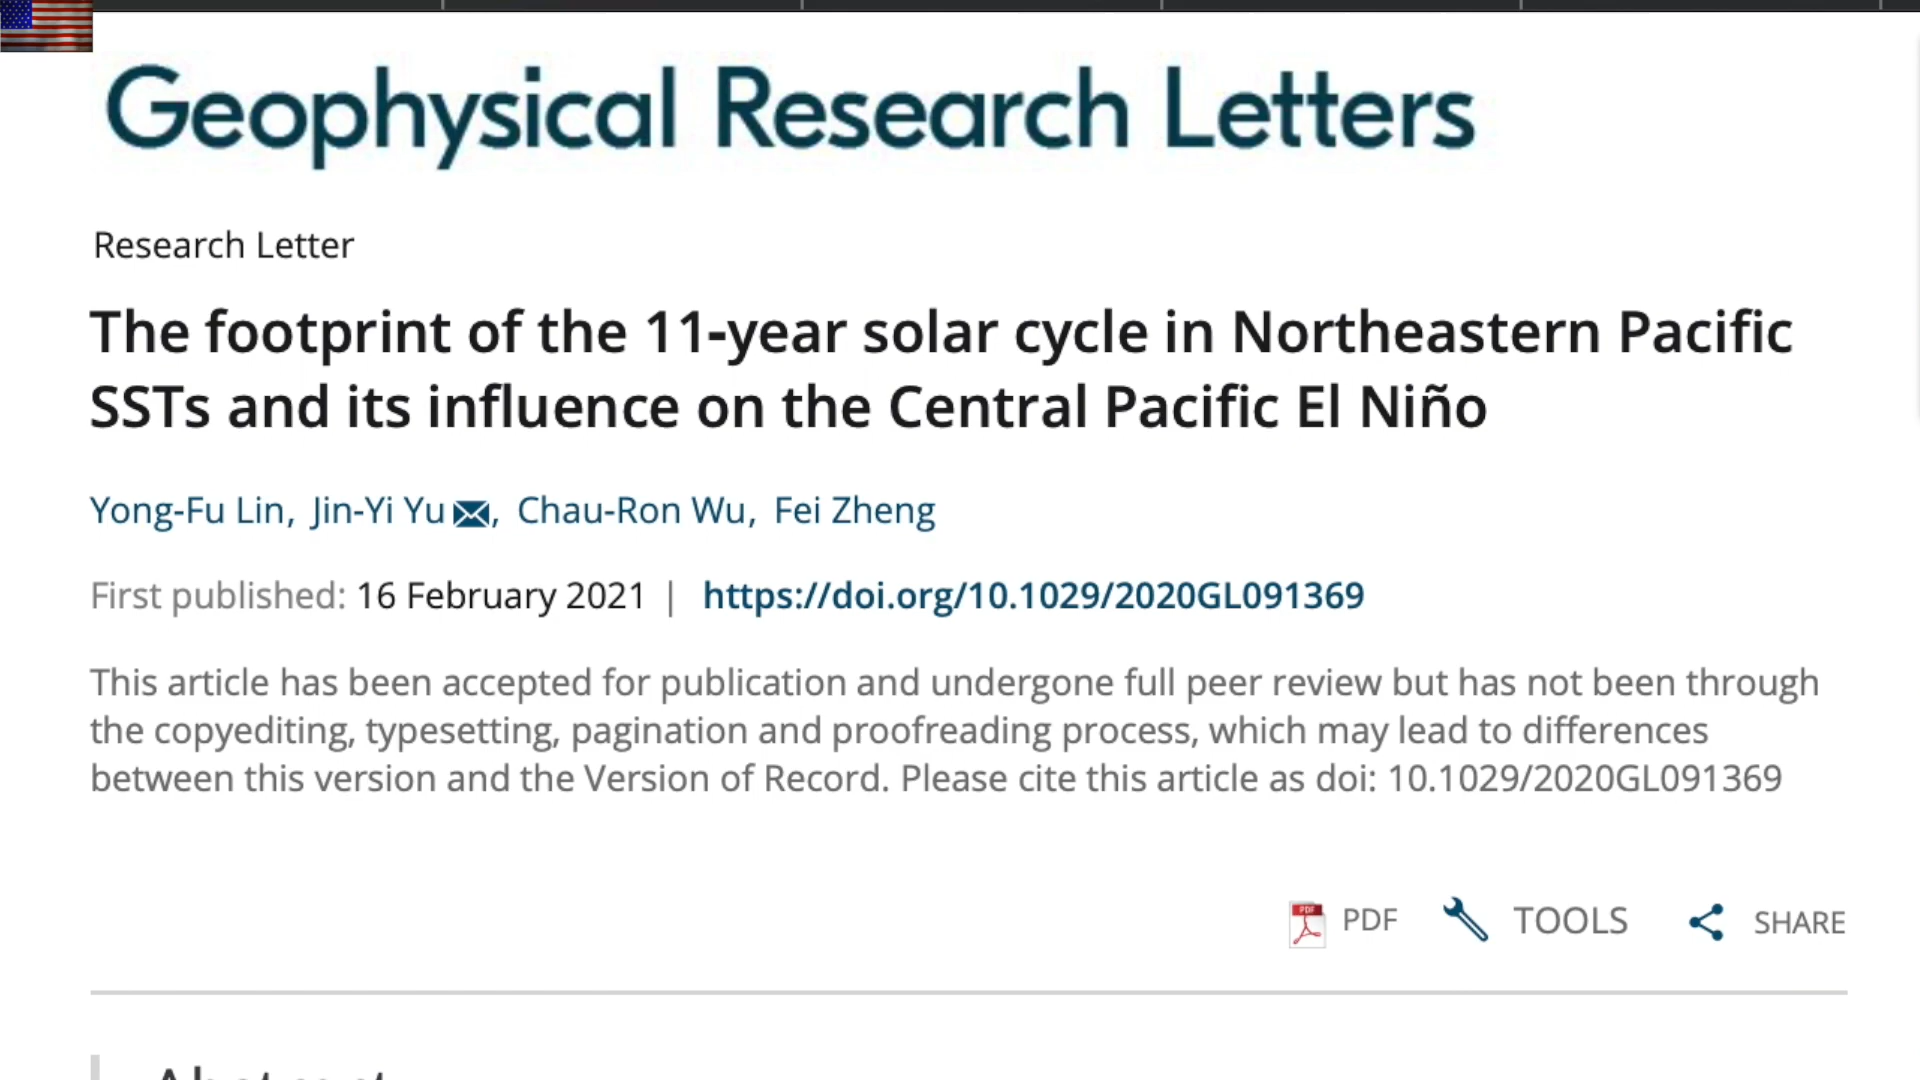 Geophysical Research Letters
Research Letter
The footprint of the 11-year solar cycle in Northeastern Pacific
SSTs and its influence on the Central Pacific El Niño
Yong-Fu Lin, Jin-Yi Yu, Chau-Ron Wu, Fei Zheng
First published: 16 February 2021 | https://doi.org/10.1029/2020GL091369
This article has been accepted for publication and undergone full peer review but has not been through
the copyediting, typesetting, pagination and proofreading process, which may lead to differences
between this version and the Version of Record. Please cite this article as doi: 10.1029/2020GL091369
PDF PDF TOOLS SHARE
Abstract